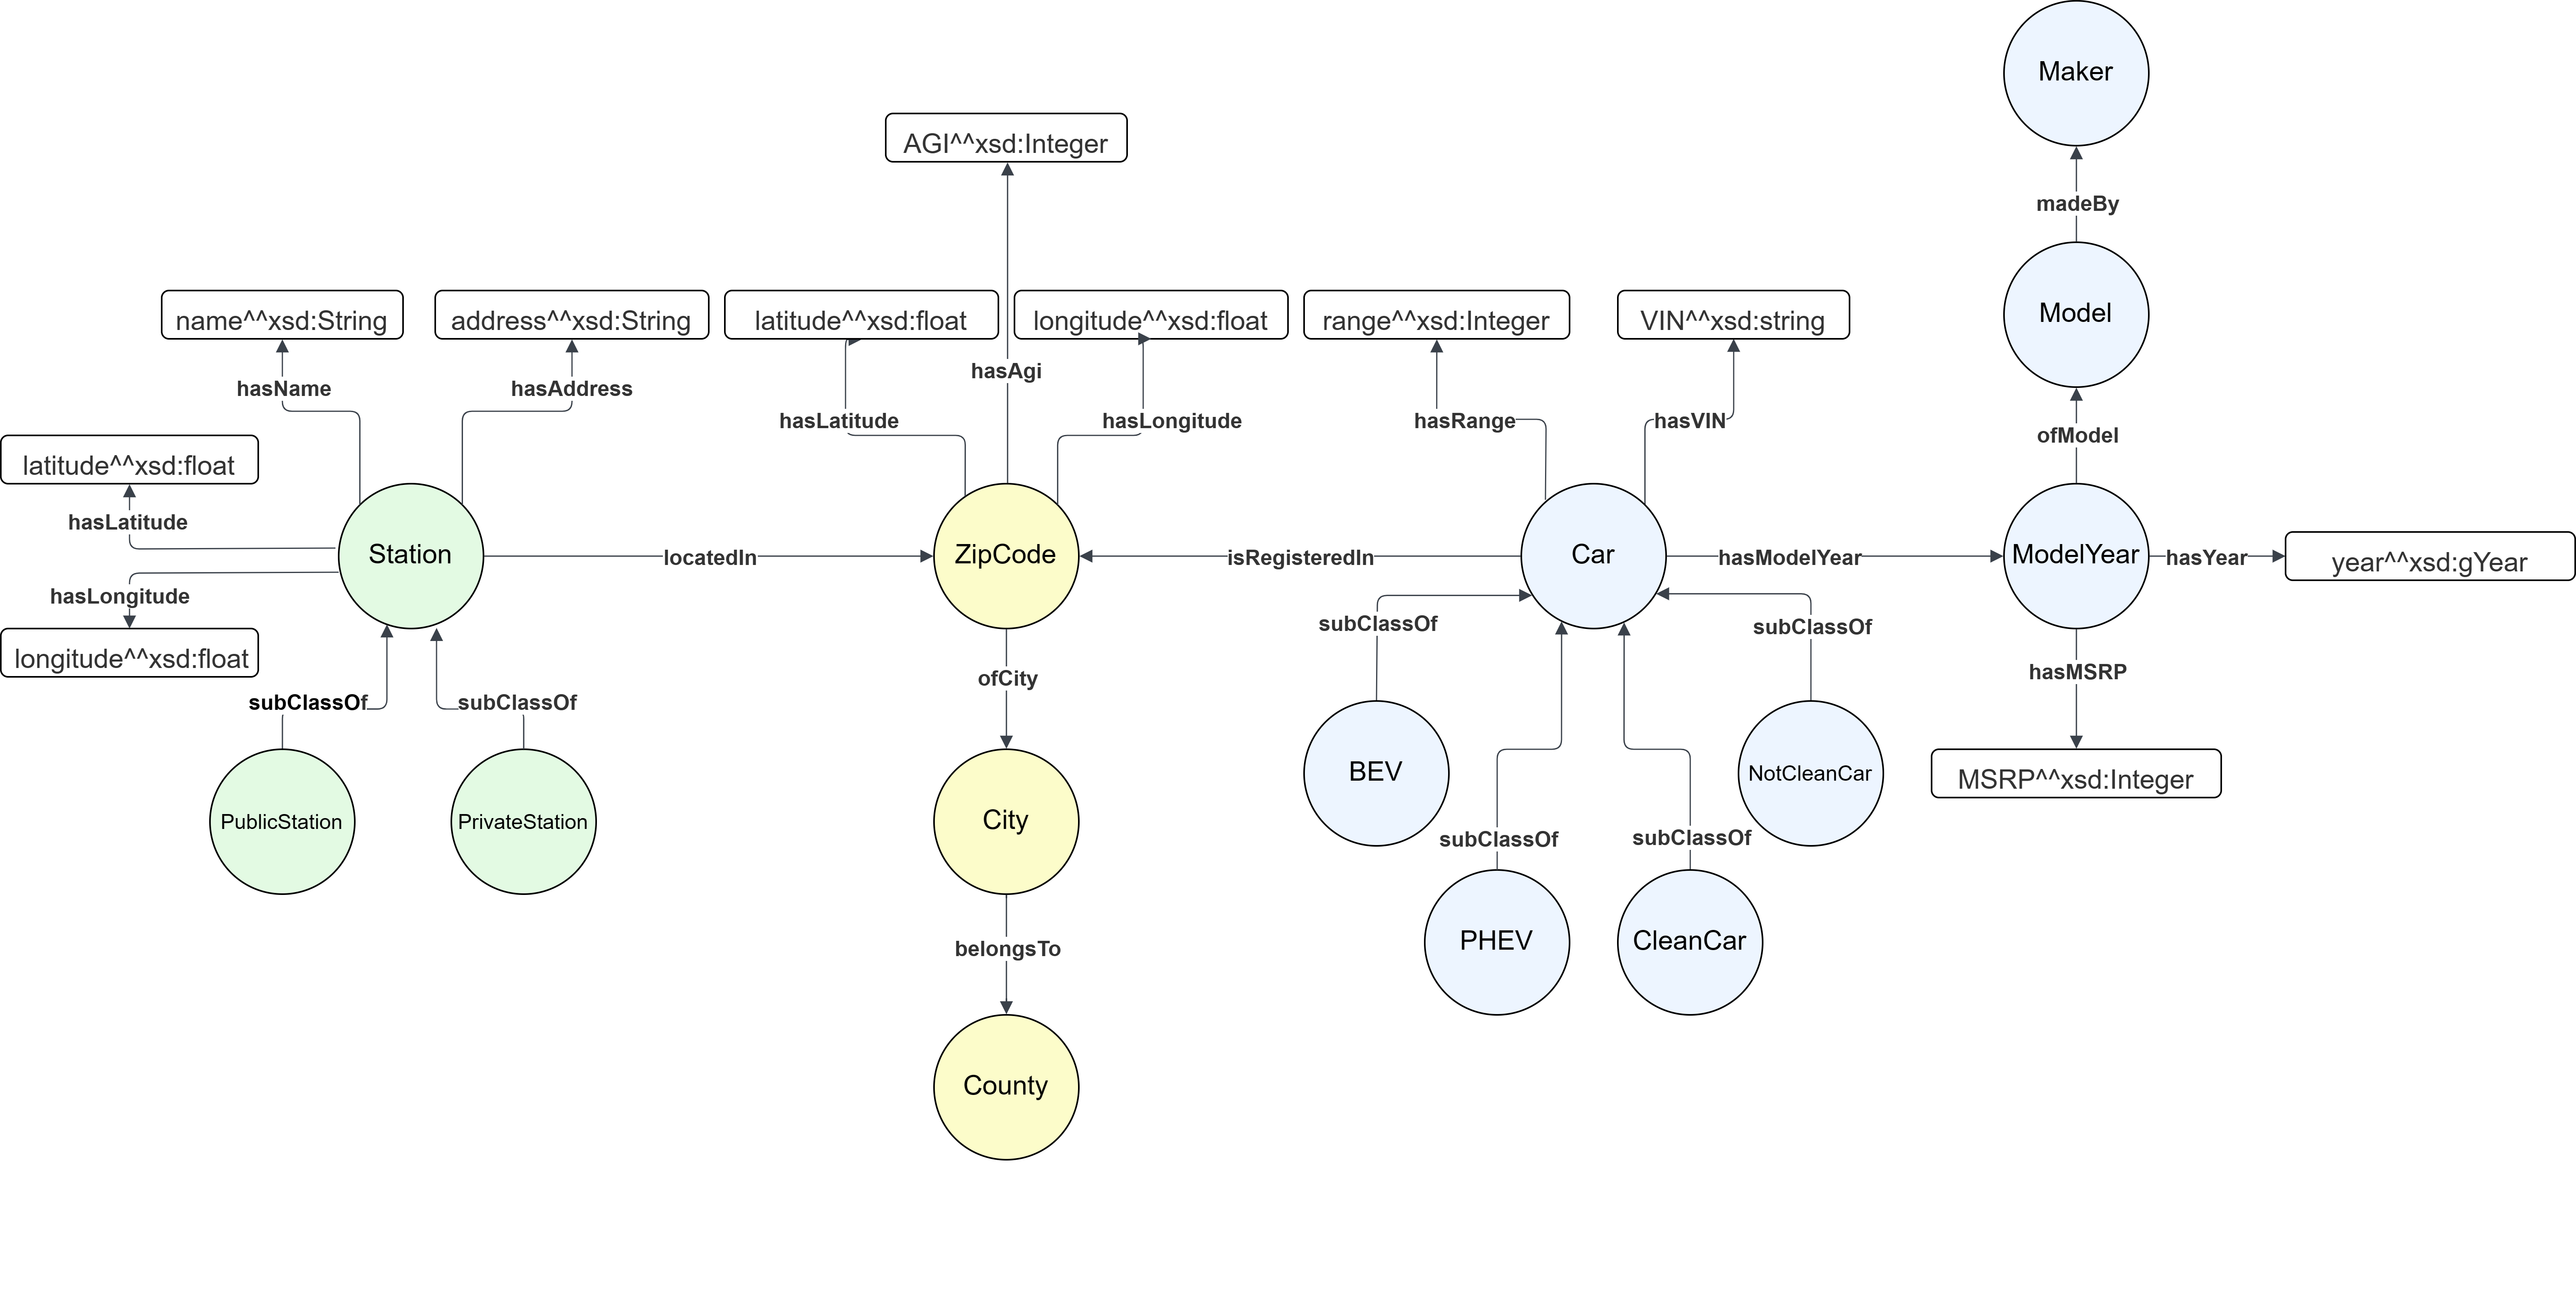 Maker
AGI^^xsd:Integer
madeBy
name^^xsd:String
address^^xsd:String
latitude^^xsd:float
longitude^^xsd:float
range^^xsd:Integer
VIN^^xsd:string
Model
hasAgi
hasName
hasAddress
hasLatitude
hasLongitude
hasRange
hasVIN
ofModel
latitude^^xsd:float
hasLatitude
Station
locatedIn
ZipCode
isRegisteredIn
Car
hasModelYear
ModelYear
hasYear
year^^xsd:gYear
hasLongitude
longitude^^xsd:float
subClassOf
subClassOf
ofCity
subClassOf
subClassOf
hasMSRP
PublicStation
PrivateStation
City
BEV
NotCleanCar
MSRP^^xsd:Integer
subClassOf
subClassOf
belongsTo
PHEV
CleanCar
County